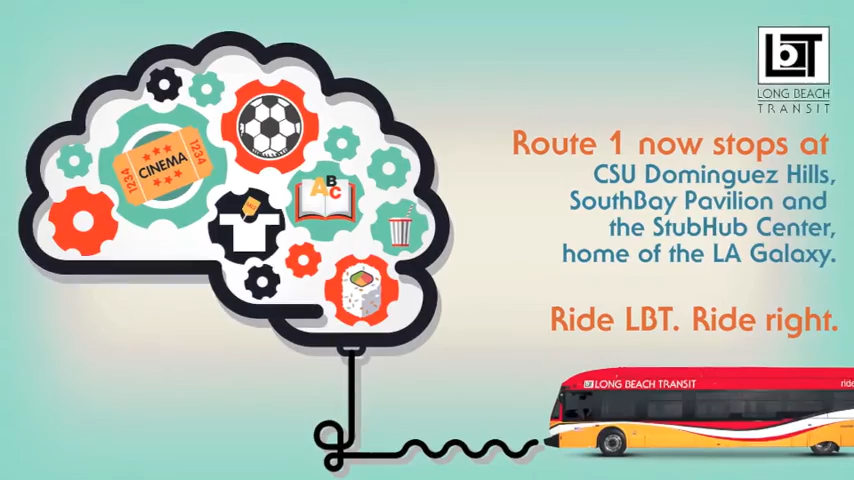 LBT
LONG BEACH
TRANSIT
Route 1 now stops at
CSU Dominguez Hills,
SouthBay Pavilion and
the StubHub Center,
home of the LA Galaxy.
Ride LBT. Ride right.
1234 CINEMA 1234
ABC
LONG BEACH TRANSIT
ride